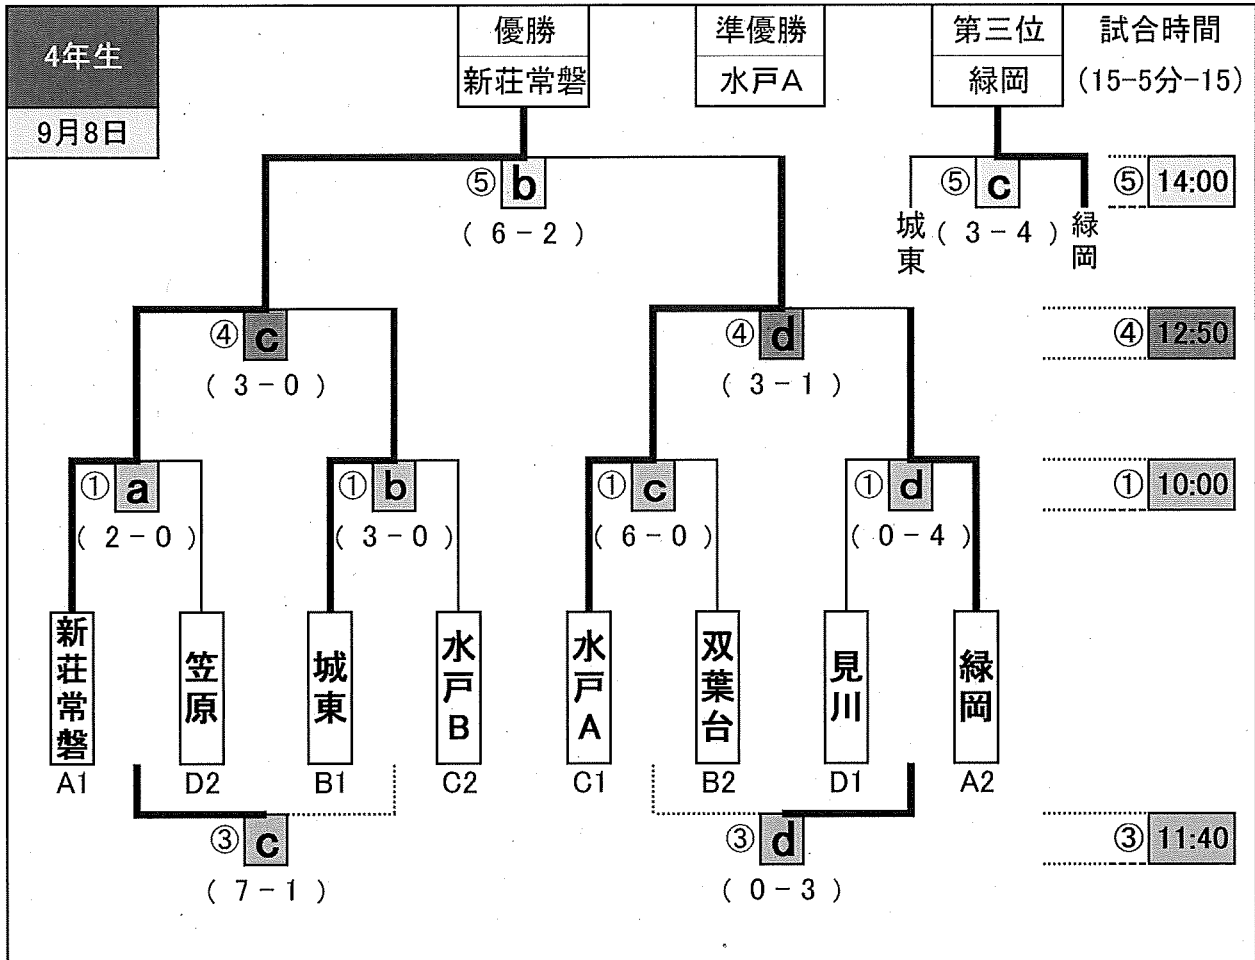 4年生
9月8日
優勝
新荘常磐
準優勝
水戸A
第三位
緑岡
試合時間
(15-5分-15)
⑤ b
( 6-2 )
⑤ c
城東
( 3-4 )
緑岡
⑤ 14:00
④ c
( 3-0 )
④ d
( 3-1 )
④ 12:50
① a
( 2-0 )
① b
( 3-0 )
① c
( 6-0 )
① d
( 0-4 )
① 10:00
新荘常磐
笠原
城東
水戸B
水戸A
双葉台
見川
緑岡
A1
D2
B1
C2
C1
B2
D1
A2
③ c
( 7-1 )
③ d
( 0-3 )
③ 11:40